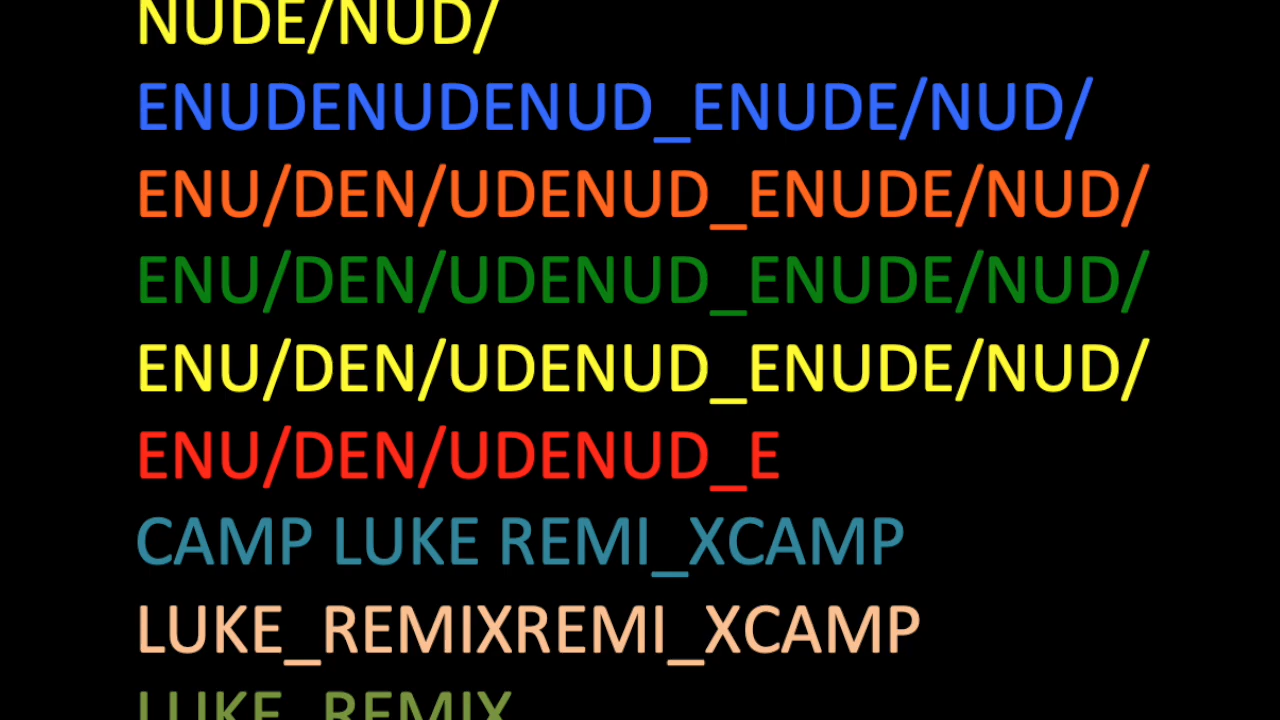 NUDE/NUD/
ENUDENUDENUD_ENUDE/NUD/
ENU/DEN/UDENUD_ENUDE/NUD/
ENU/DEN/UDENUD_ENUDE/NUD/
ENU/DEN/UDENUD_ENUDE/NUD/
ENU/DEN/UDENUD_E
CAMP LUKE REMI_XCAMP
LUKE_REMIXREMI_XCAMP
LUKE_REMIX